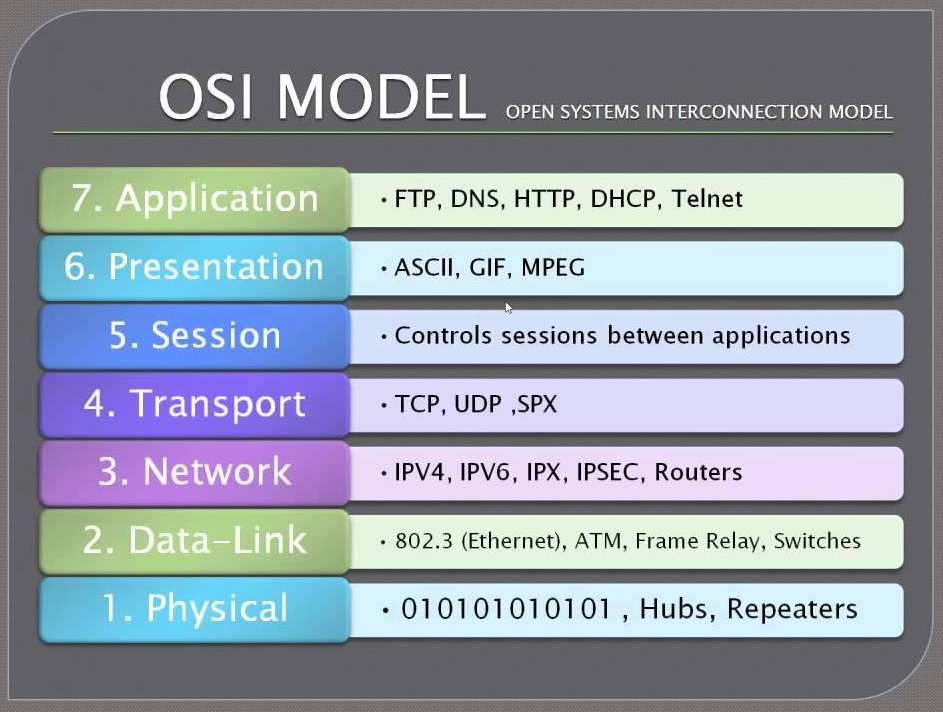 OSI MODEL OPEN SYSTEMS INTERCONNECTION MODEL
7. Application
• FTP, DNS, HTTP, DHCP, Telnet
6. Presentation
• ASCII, GIF, MPEG
5. Session
• Controls sessions between applications
4. Transport
• TCP, UDP ,SPX
3. Network
• IPV4, IPV6, IPX, IPSEC, Routers
2. Data-Link
• 802.3 (Ethernet), ATM, Frame Relay, Switches
1. Physical
• 010101010101 , Hubs, Repeaters